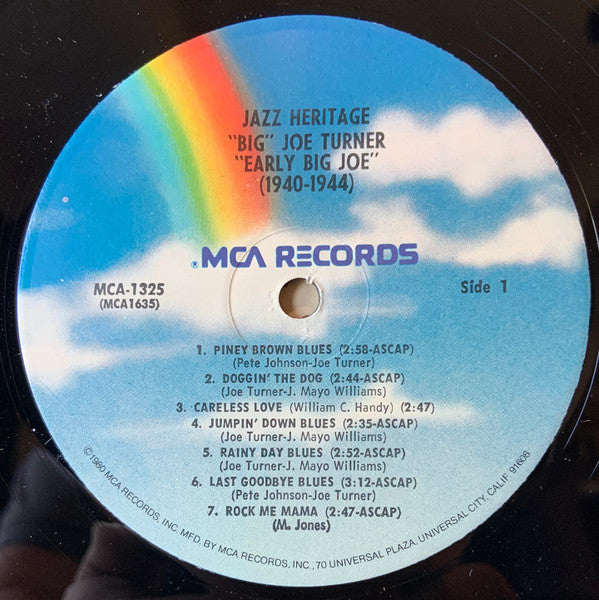 JAZZ HERITAGE
"BIG" JOE TURNER
"EARLY BIG JOE"
(1940-1944)
®MCA RECORDS
MCA-1325
(MCA1635)
Side 1
1. PINEY BROWN BLUES (2:58-ASCAP)
(Pete Johnson-Joe Turner)
2. DOGGIN' THE DOG (2:44-ASCAP)
(Joe Turner-J. Mayo Williams)
3. CARELESS LOVE (William C. Handy) (2:47)
4. JUMPIN' DOWN BLUES (2:35-ASCAP)
(Joe Turner-J. Mayo Williams)
5. RAINY DAY BLUES (2:52-ASCAP)
(Joe Turner-J. Mayo Williams)
6. LAST GOODBYE BLUES (3:12-ASCAP)
(Pete Johnson-Joe Turner)
7. ROCK ME MAMA (2:47-ASCAP)
(M. Jones)
©1980 MCA RECORDS, INC. MFD. BY MCA RECORDS, INC., 70 UNIVERSAL PLAZA, UNIVERSAL CITY, CALIF. 91608